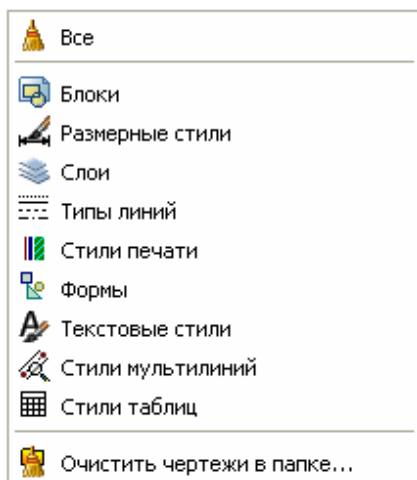 Все
Блоки
Размерные стили
Слои
Типы линий
Стили печати
Формы
Текстовые стили
Стили мультилиний
Стили таблиц
Очистить чертежи в папке...